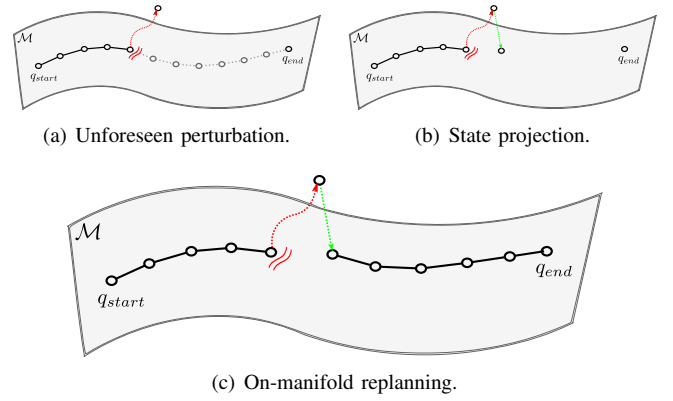 ℳ
q_start
q_end
(a) Unforeseen perturbation.
ℳ
q_start
q_end
(b) State projection.
ℳ
q_start
q_end
(c) On-manifold replanning.